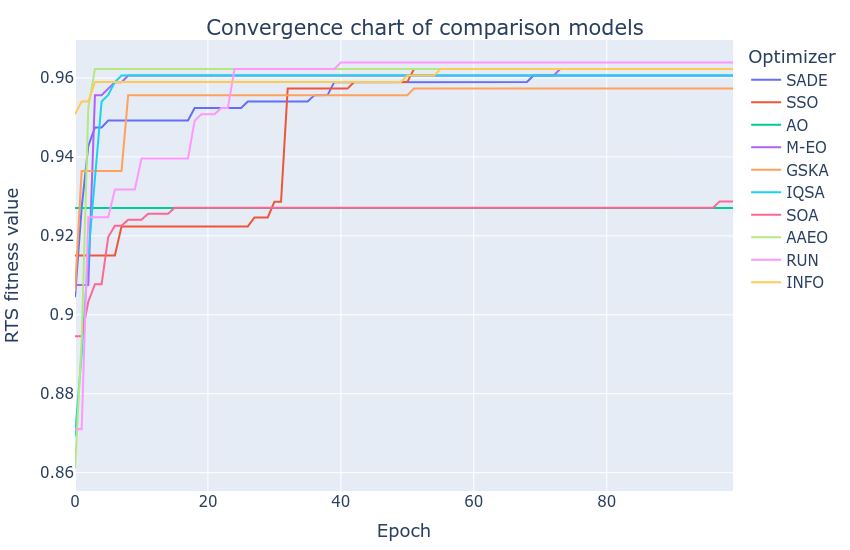 Convergence chart of comparison models
RTS fitness value
0.96
0.94
0.92
0.9
0.88
0.86
0
20
40
60
80
Epoch
Optimizer
SADE
SSO
AO
M-EO
GSKA
IQSA
SOA
AAEO
RUN
INFO